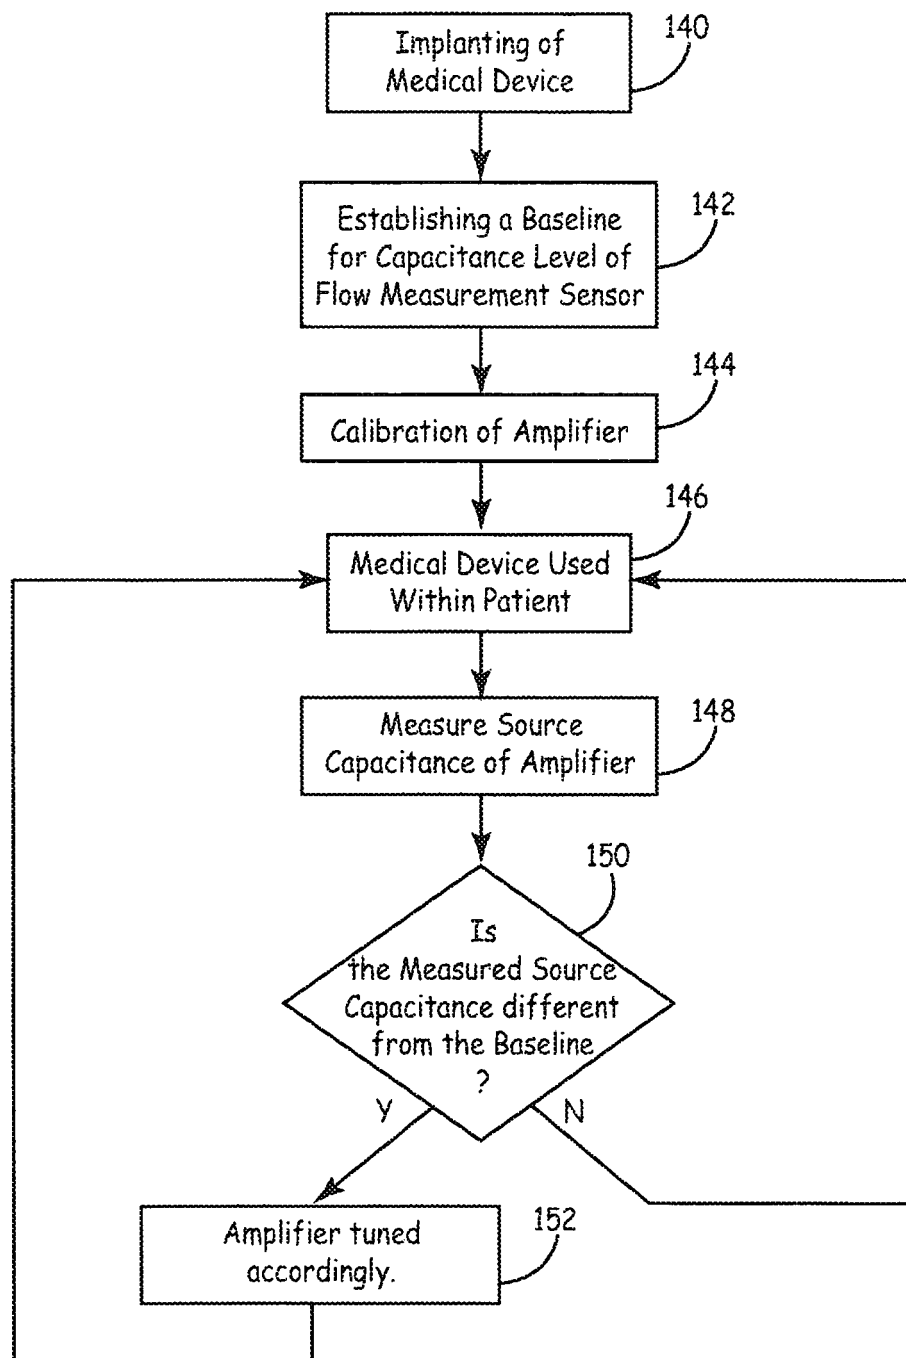 Implanting of
Medical Device
140
Establishing a Baseline
for Capacitance Level of
Flow Measurement Sensor
142
Calibration of Amplifier
144
Medical Device Used
Within Patient
146
Measure Source
Capacitance of Amplifier
148
Is
the Measured Source
Capacitance different
from the Baseline
?
150
Y
N
Amplifier tuned
accordingly.
152